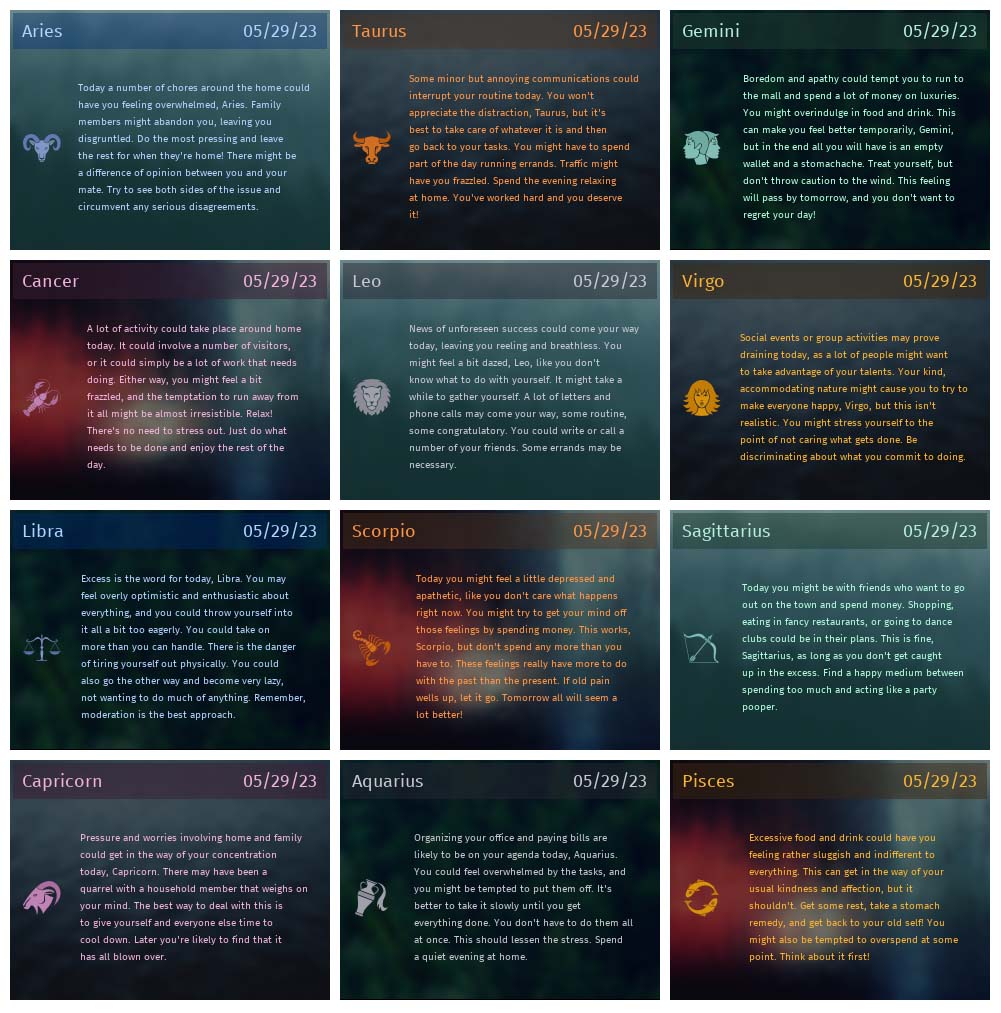 Aries 05/29/23
Today a number of chores around the home could
have you feeling overwhelmed, Aries. Family
members might abandon you, leaving you
disgruntled. Do the most pressing and leave
the rest for when they're home! There might be
a difference of opinion between you and your
mate. Try to see both sides of the issue and
circumvent any serious disagreements.
Taurus 05/29/23
Some minor but annoying communications could
interrupt your routine today. You won't
appreciate the distraction, Taurus, but it's
best to take care of whatever it is and then
go back to your tasks. You might have to spend
part of the day running errands. Traffic might
have you frazzled. Spend the evening relaxing
at home. You've worked hard and you deserve
it!
Gemini 05/29/23
Boredom and apathy could tempt you to run to
the mall and spend a lot of money on luxuries.
You might overindulge in food and drink. This
can make you feel better temporarily, Gemini,
but in the end all you will have is an empty
wallet and a stomachache. Treat yourself, but
don't throw caution to the wind. This feeling
will pass by tomorrow, and you don't want to
regret your day!
Cancer 05/29/23
A lot of activity could take place around home
today. It could involve a number of visitors,
or it could simply be a lot of work that needs
doing. Either way, you might feel a bit
frazzled, and the temptation to run away from
it all might be almost irresistible. Relax!
There's no need to stress out. Just do what
needs to be done and enjoy the rest of the
day.
Leo 05/29/23
News of unforeseen success could come your way
today, leaving you reeling and breathless. You
might feel a bit dazed, Leo, like you don't
know what to do with yourself. It might take a
while to gather yourself. A lot of letters and
phone calls may come your way, some routine,
some congratulatory. You could write or call a
number of your friends. Some errands may be
necessary.
Virgo 05/29/23
Social events or group activities may prove
draining today, as a lot of people might want
to take advantage of your talents. Your kind,
accommodating nature might cause you to try to
make everyone happy, Virgo, but this isn't
realistic. You might stress yourself to the
point of not caring what gets done. Be
discriminating about what you commit to doing.
Libra 05/29/23
Excess is the word for today, Libra. You may
feel overly optimistic and enthusiastic about
everything, and you could throw yourself into
it all a bit too eagerly. You could take on
more than you can handle. There is the danger
of tiring yourself out physically. You could
also go the other way and become very lazy,
not wanting to do much of anything. Remember,
moderation is the best approach.
Scorpio 05/29/23
Today you might feel a little depressed and
apathetic, like you don't care what happens
right now. You might try to get your mind off
those feelings by spending money. This works,
Scorpio, but don't spend any more than you
have to. These feelings really have more to do
with the past than the present. If old pain
wells up, let it go. Tomorrow all will seem a
lot better!
Sagittarius 05/29/23
Today you might be with friends who want to go
out on the town and spend money. Shopping,
eating in fancy restaurants, or going to dance
clubs could be in their plans. This is fine,
Sagittarius, as long as you don't get caught
up in the excess. Find a happy medium between
spending too much and acting like a party
pooper.
Capricorn 05/29/23
Pressure and worries involving home and family
could get in the way of your concentration
today, Capricorn. There may have been a
quarrel with a household member that weighs on
your mind. The best way to deal with this is
to give yourself and everyone else time to
cool down. Later you're likely to find that it
has all blown over.
Aquarius 05/29/23
Organizing your office and paying bills are
likely to be on your agenda today, Aquarius.
You could feel overwhelmed by the tasks, and
you might be tempted to put them off. It's
better to take it slowly until you get
everything done. You don't have to do them all
at once. This should lessen the stress. Spend
a quiet evening at home.
Pisces 05/29/23
Excessive food and drink could have you
feeling rather sluggish and indifferent to
everything. This can get in the way of your
usual kindness and affection, but it
shouldn't. Get some rest, take a stomach
remedy, and get back to your old self! You
might also be tempted to overspend at some
point. Think about it first!